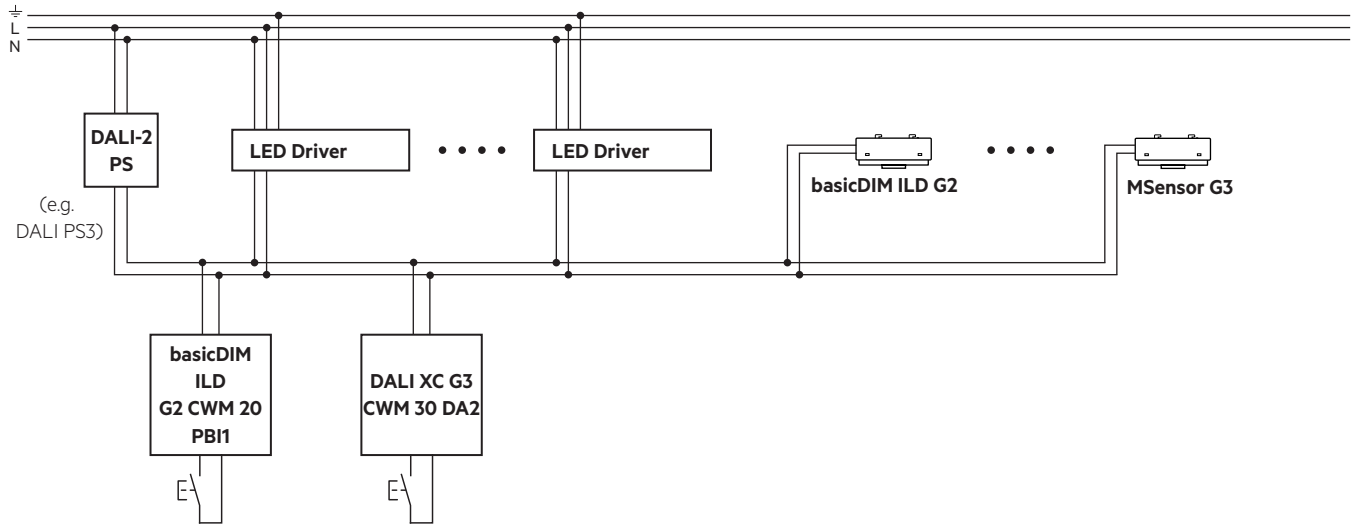 L
N
DALI-2
PS
(e.g.
DALI PS3)
LED Driver
LED Driver
basicDIM ILD G2
MSensor G3
basicDIM
ILD
G2 CWM 20
PBI1
DALI XC G3
CWM 30 DA2